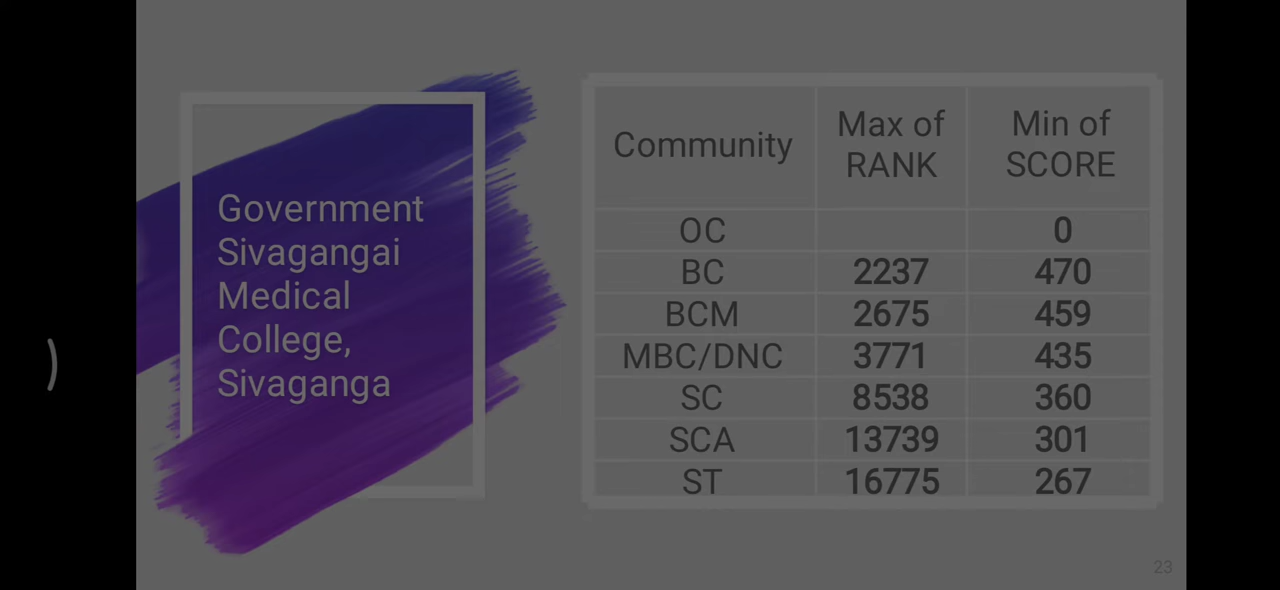 Government
Sivagangai
Medical
College,
Sivaganga
Community Max of RANK Min of SCORE
OC 0
BC 2237 470
BCM 2675 459
MBC/DNC 3771 435
SC 8538 360
SCA 13739 301
ST 16775 267
23